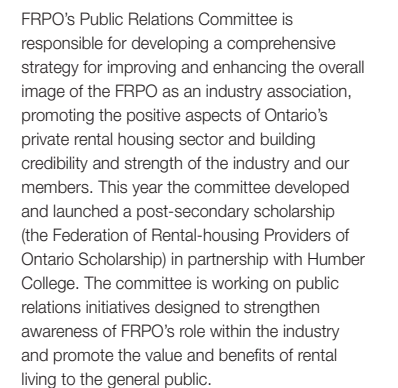 FRPO’s Public Relations Committee is
responsible for developing a comprehensive
strategy for improving and enhancing the overall
image of the FRPO as an industry association,
promoting the positive aspects of Ontario’s
private rental housing sector and building
credibility and strength of the industry and our
members. This year the committee developed
and launched a post-secondary scholarship
(the Federation of Rental-housing Providers of
Ontario Scholarship) in partnership with Humber
College. The committee is working on public
relations initiatives designed to strengthen
awareness of FRPO’s role within the industry
and promote the value and benefits of rental
living to the general public.